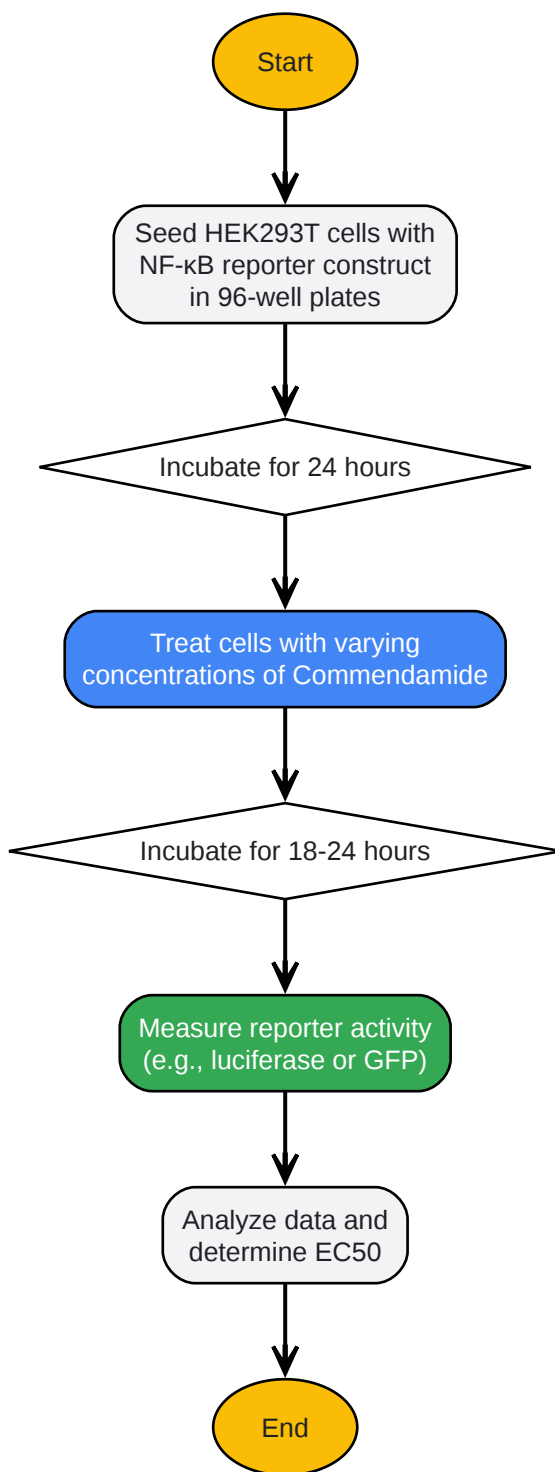 Start
Seed HEK293T cells with
NF-κB reporter construct
in 96-well plates
Incubate for 24 hours
Treat cells with varying
concentrations of Commendamide
Incubate for 18-24 hours
Measure reporter activity
(e.g., luciferase or GFP)
Analyze data and
determine EC50
End